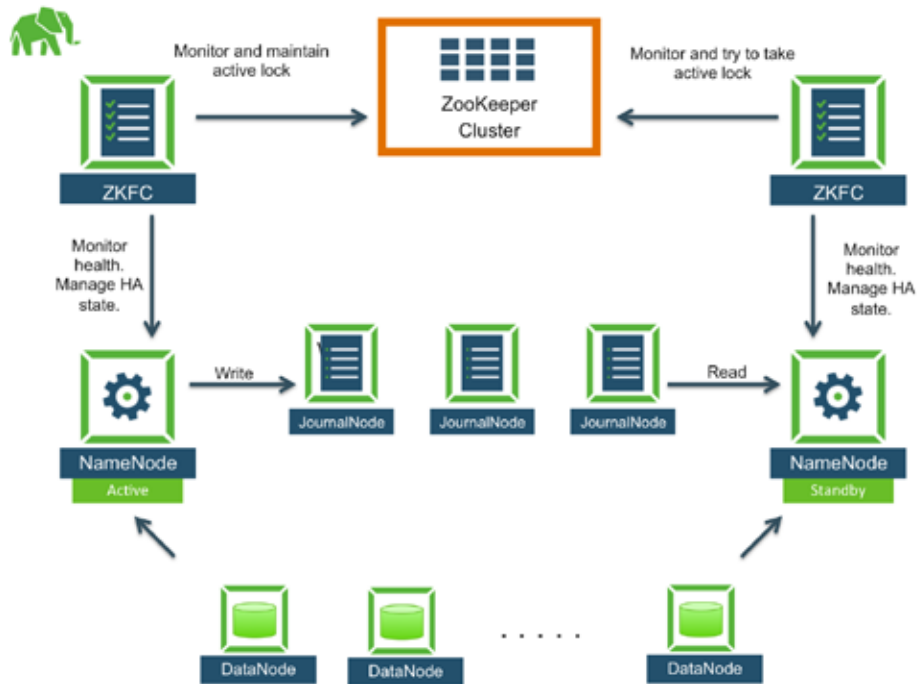 Monitor and maintain
active lock
Monitor and try to take
active lock
ZooKeeper
Cluster
ZKFC
ZKFC
Monitor
health.
Manage HA
state.
Monitor
health.
Manage HA
state.
Write
Read
JournalNode
JournalNode
JournalNode
NameNode
Active
NameNode
Standby
. . . . .
DataNode
DataNode
DataNode